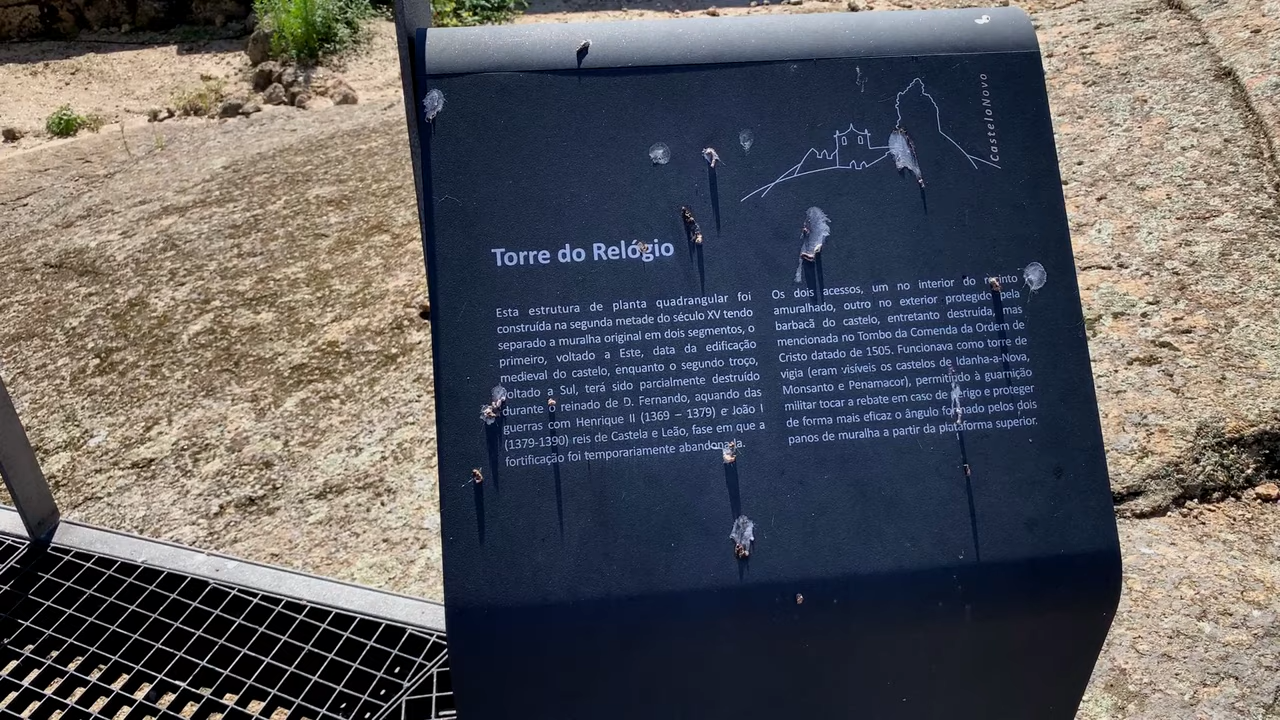 CasteloNovo
Torre do Relógio
Esta estrutura de planta quadrangular foi
construída na segunda metade do século XV tendo
separado a muralha original em dois segmentos, o
primeiro, voltado a Este, data da edificação
medieval do castelo, enquanto o segundo troço,
voltado a Sul, terá sido parcialmente destruído
durante o reinado de D. Fernando, aquando das
guerras com Henrique II (1369 – 1379) e João I
(1379-1390) reis de Castela e Leão, fase em que a
fortificação foi temporariamente abandonada.
Os dois acessos, um no interior do recinto
amuralhado, outro no exterior protegido pela
barbacã do castelo, entretanto destruída, mas
mencionada no Tombo da Comenda da Ordem de
Cristo datado de 1505. Funcionava como torre de
vigia (eram visíveis os castelos de Idanha-a-Nova,
Monsanto e Penamacor), permitindo à guarnição
militar tocar a rebate em caso de perigo e proteger
de forma mais eficaz o ângulo formado pelos dois
panos de muralha a partir da plataforma superior.